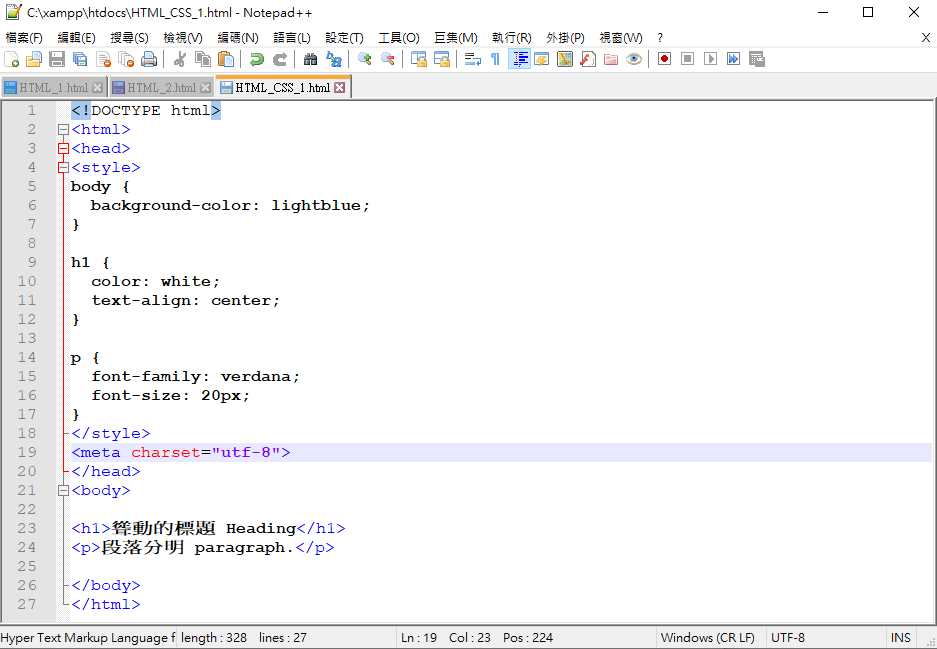 C:\xampp\htdocs\HTML_CSS_1.html - Notepad++
檔案(F) 編輯(E) 搜尋(S) 檢視(V) 編碼(N) 語言(L) 設定(T) 工具(O) 巨集(M) 執行(R) 外掛(P) 視窗(W) ? X
HTML_1.html HTML_2.html HTML_CSS_1.html
1 <!DOCTYPE html>
2 <html>
3 <head>
4 <style>
5 body {
6 background-color: lightblue;
7 }
8
9 h1 {
10 color: white;
11 text-align: center;
12 }
13
14 p {
15 font-family: verdana;
16 font-size: 20px;
17 }
18 </style>
19 <meta charset="utf-8">
20 </head>
21 <body>
22
23 <h1>聳動的標題 Heading</h1>
24 <p>段落分明 paragraph.</p>
25
26 </body>
27 </html>
Hyper Text Markup Language f length : 328 lines : 27 Ln : 19 Col : 23 Pos : 224 Windows (CR LF) UTF-8 INS